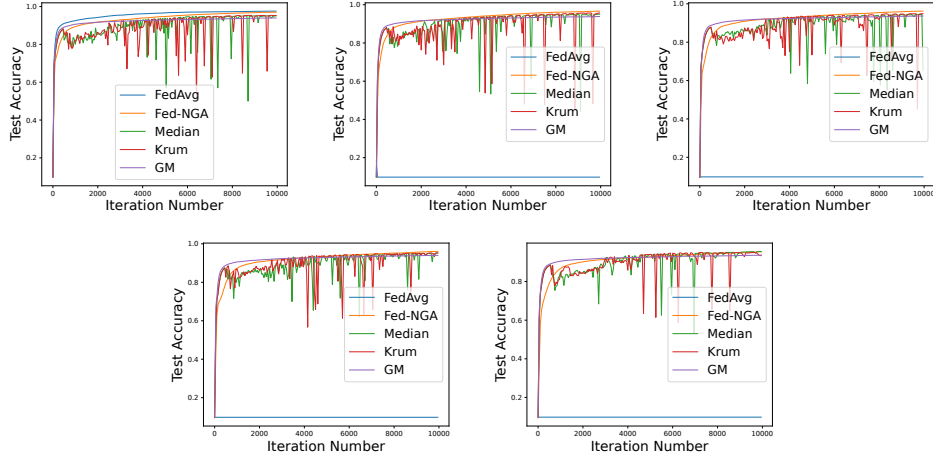 1.0
0.8
0.6
0.4
0.2
0 2000 4000 6000 8000 10000
Test Accuracy
Iteration Number
FedAvg
Fed-NGA
Median
Krum
GM
1.0
0.8
0.6
0.4
0.2
0 2000 4000 6000 8000 10000
Test Accuracy
Iteration Number
FedAvg
Fed-NGA
Median
Krum
GM
1.0
0.8
0.6
0.4
0.2
0 2000 4000 6000 8000 10000
Test Accuracy
Iteration Number
FedAvg
Fed-NGA
Median
Krum
GM
1.0
0.8
0.6
0.4
0.2
0 2000 4000 6000 8000 10000
Test Accuracy
Iteration Number
FedAvg
Fed-NGA
Median
Krum
GM
0.8
0.6
0.4
0.2
0 2000 4000 6000 8000 10000
Test Accuracy
Iteration Number
FedAvg
Fed-NGA
Median
Krum
GM